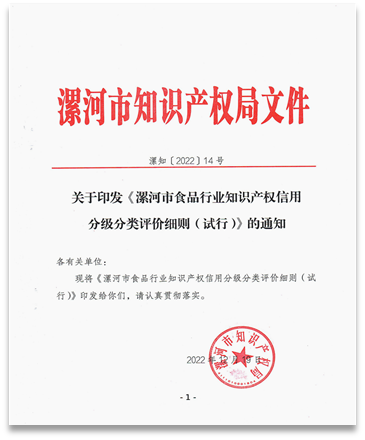 漯河市知识产权局文件
漯知〔2022〕14号
关于印发《漯河市食品行业知识产权信用
分级分类评价细则（试行）》的通知
各有关单位：
现将《漯河市食品行业知识产权信用分级分类评价细则（试
行）》印发给你们，请认真贯彻落实。
漯河市知识产权局
2022年12月19日
- 1 -